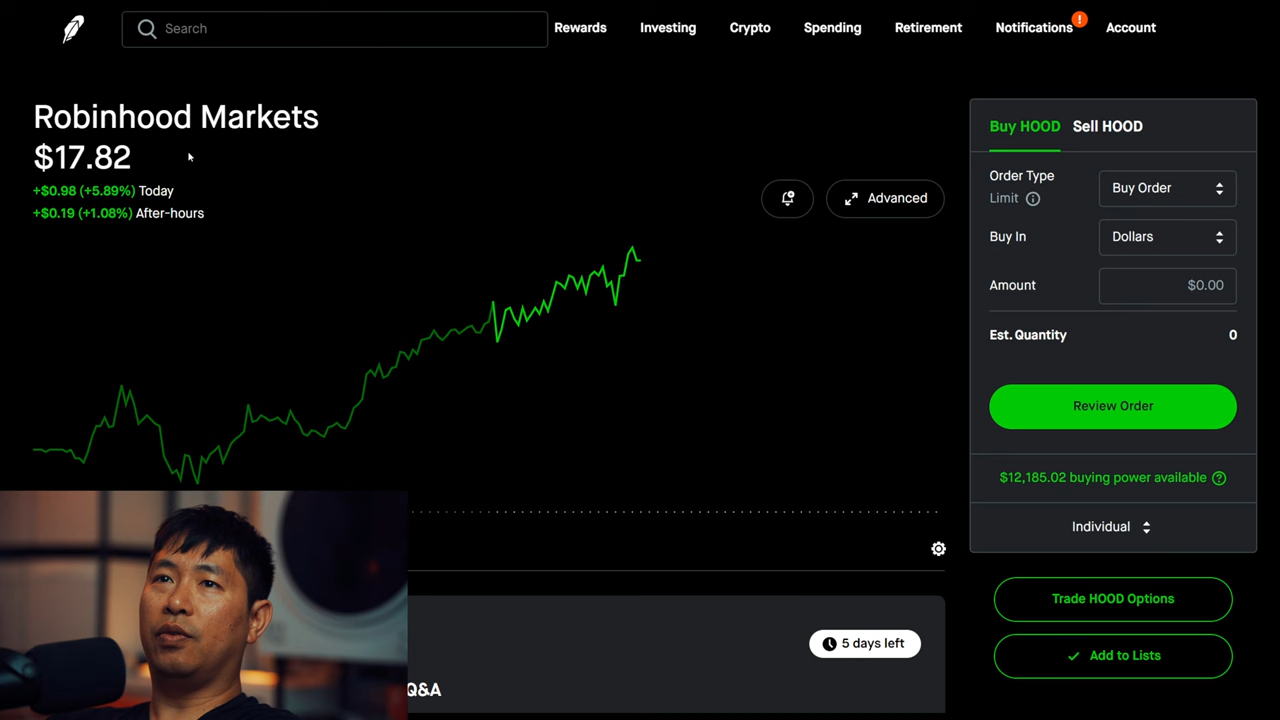 Search
Rewards
Investing
Crypto
Spending
Retirement
Notifications
!
Account
Robinhood Markets
$17.82
+$0.98 (+5.89%) Today
+$0.19 (+1.08%) After-hours
Advanced
Buy HOOD
Sell HOOD
Order Type
Limit
Buy Order
Buy In
Dollars
Amount
$0.00
Est. Quantity
0
Review Order
$12,185.02 buying power available
Individual
Trade HOOD Options
Add to Lists
5 days left
Q&A